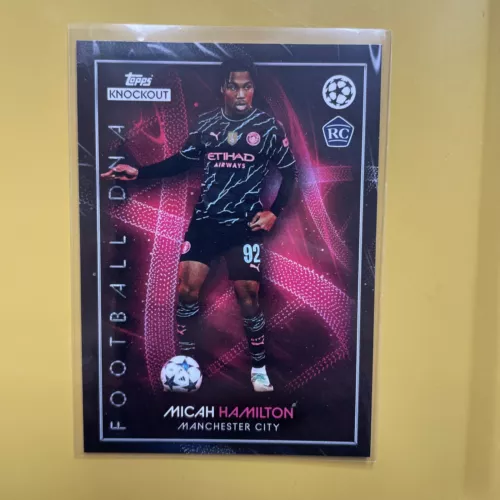 Topps
KNOCKOUT
RC
FOOTBALL DNA
ETIHAD
AIRWAYS
92
MICAH HAMILTON
MANCHESTER CITY